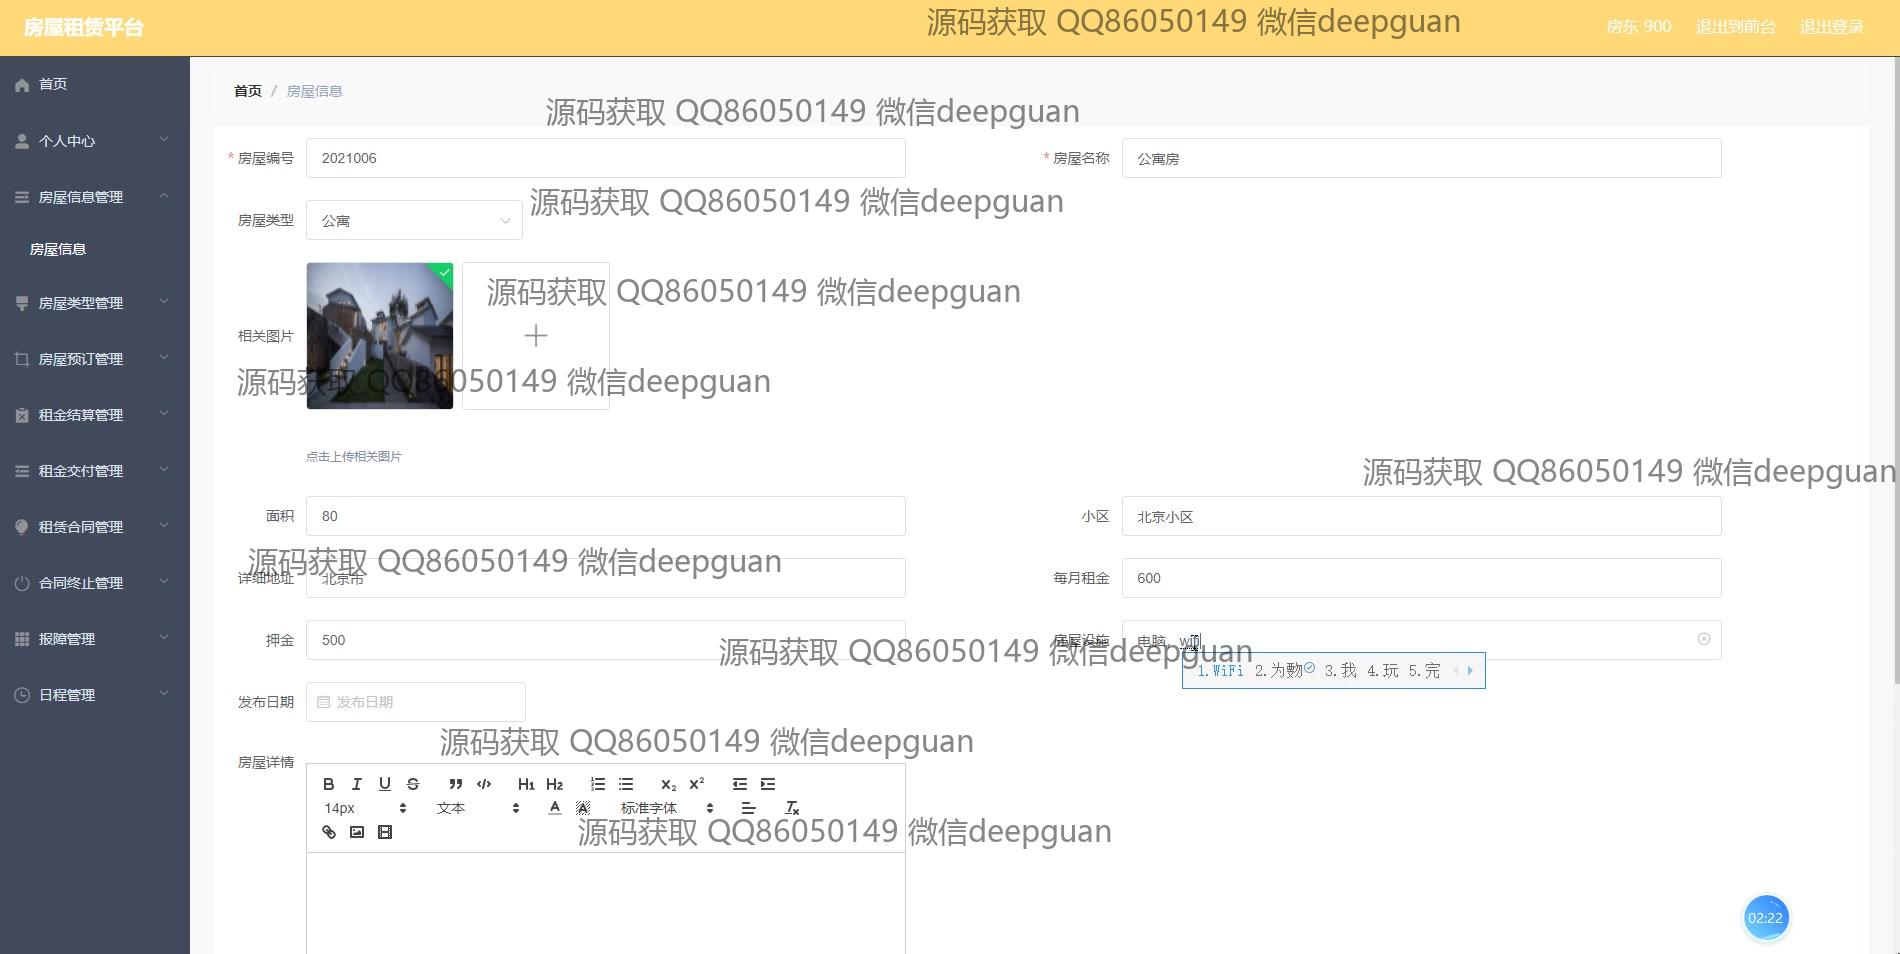 房屋租赁平台
源码获取 QQ86050149 微信deepguan
房东 900 退出到前台 退出登录
首页
个人中心
房屋信息管理
房屋信息
房屋类型管理
房屋预订管理
租金结算管理
租金交付管理
租赁合同管理
合同终止管理
报障管理
日程管理
首页 / 房屋信息
源码获取 QQ86050149 微信deepguan
* 房屋编号 2021006
* 房屋名称 公寓房
源码获取 QQ86050149 微信deepguan
房屋类型 公寓
源码获取 QQ86050149 微信deepguan
相关图片
源码获取 QQ86050149 微信deepguan
点击上传相关图片
源码获取 QQ86050149 微信deepguan
面积 80
小区 北京小区
源码获取 QQ86050149 微信deepguan
详细地址 北京市
每月租金 600
押金 500
房屋设施 电脑,
源码获取 QQ86050149 微信deepguan
1.WiFi 2.为 3.我 4.玩 5.完
发布日期 发布日期
源码获取 QQ86050149 微信deepguan
房屋详情
B I U S H1 H2 X2 X2
14px 文本 A A 标准字体 Tx
源码获取 QQ86050149 微信deepguan
02:22